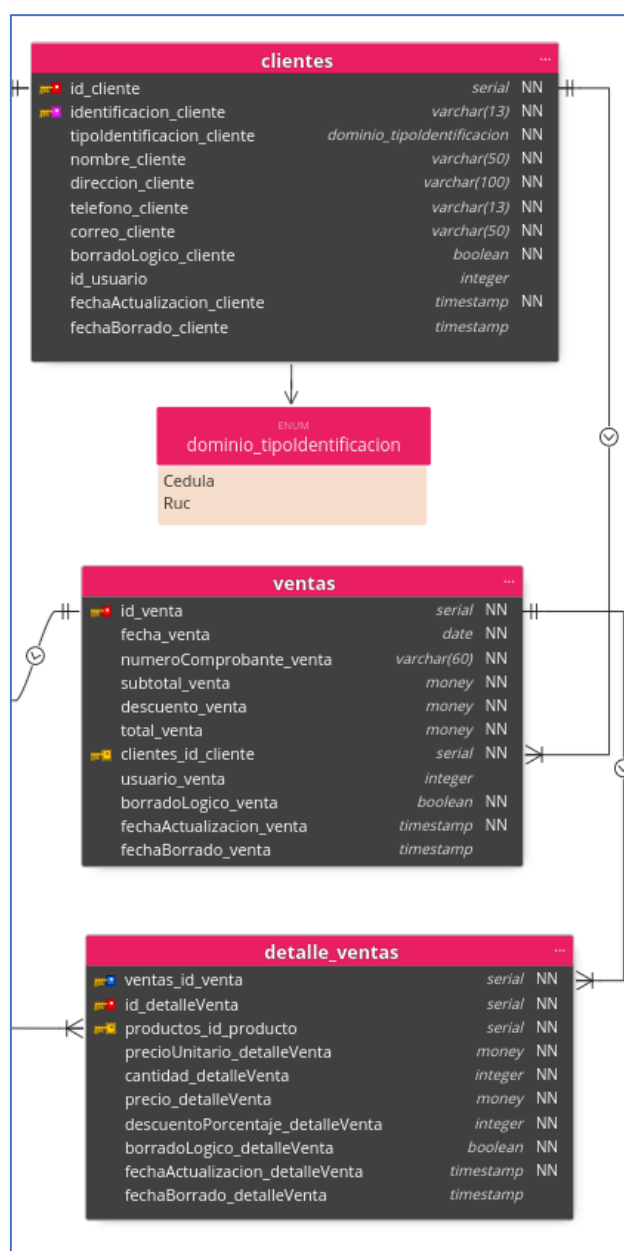 clientes ...
id_cliente serial NN
identificacion_cliente varchar(13) NN
tipoIdentificacion_cliente dominio_tipoIdentificacion NN
nombre_cliente varchar(50) NN
direccion_cliente varchar(100) NN
telefono_cliente varchar(13) NN
correo_cliente varchar(50) NN
borradoLogico_cliente boolean NN
id_usuario integer
fechaActualizacion_cliente timestamp NN
fechaBorrado_cliente timestamp
ENUM
dominio_tipoIdentificacion
Cedula
Ruc
ventas ...
id_venta serial NN
fecha_venta date NN
numeroComprobante_venta varchar(60) NN
subtotal_venta money NN
descuento_venta money NN
total_venta money NN
clientes_id_cliente serial NN
usuario_venta integer
borradoLogico_venta boolean NN
fechaActualizacion_venta timestamp NN
fechaBorrado_venta timestamp
detalle_ventas ...
ventas_id_venta serial NN
id_detalleVenta serial NN
productos_id_producto serial NN
precioUnitario_detalleVenta money NN
cantidad_detalleVenta integer NN
precio_detalleVenta money NN
descuentoPorcentaje_detalleVenta integer NN
borradoLogico_detalleVenta boolean NN
fechaActualizacion_detalleVenta timestamp NN
fechaBorrado_detalleVenta timestamp